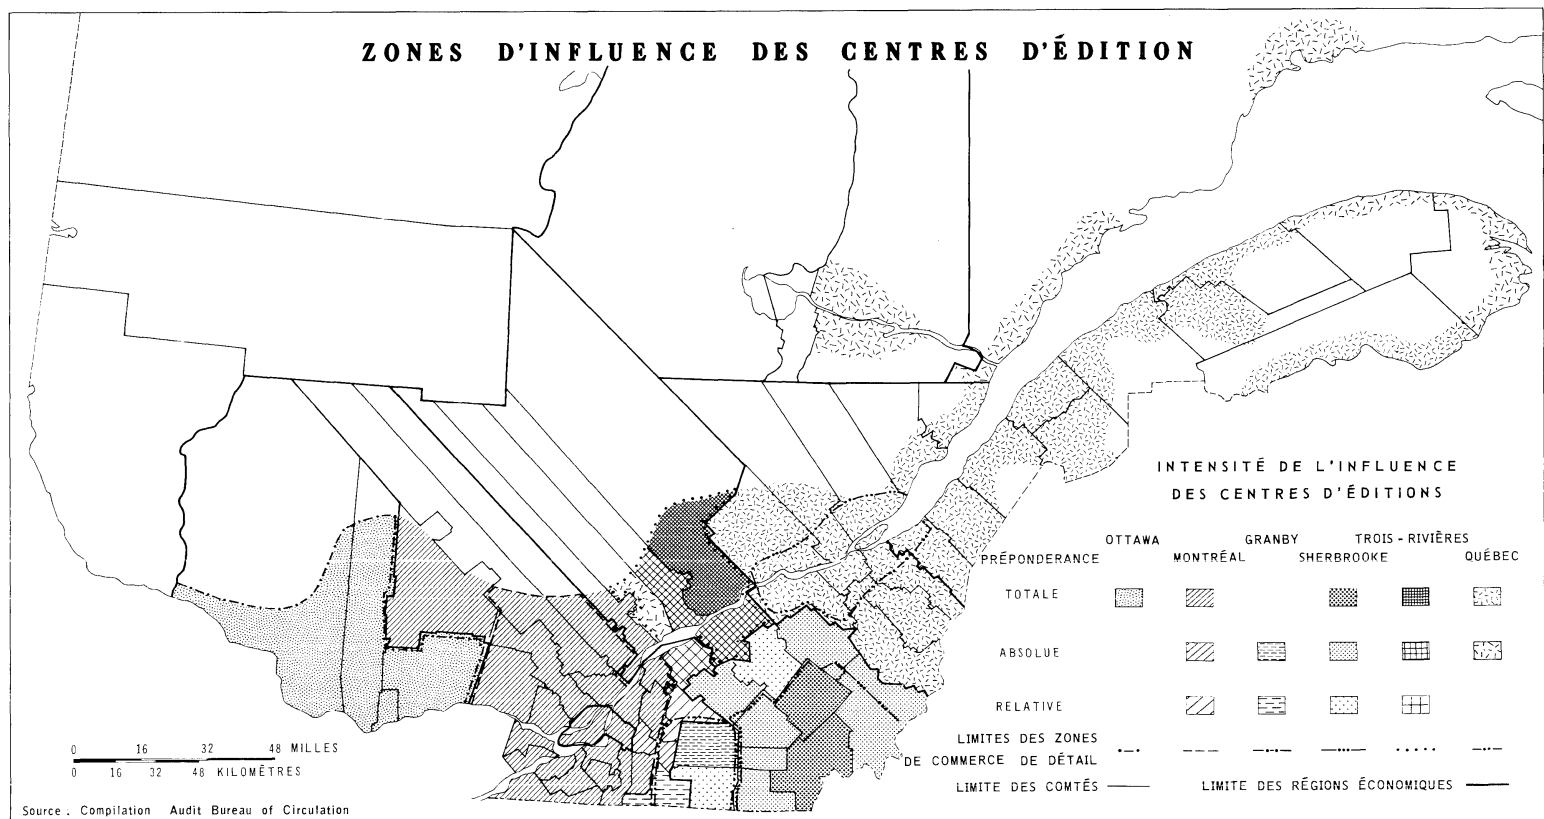 ZONES D'INFLUENCE DES CENTRES D'ÉDITION
INTENSITÉ DE L'INFLUENCE
DES CENTRES D'ÉDITIONS
OTTAWA GRANBY TROIS-RIVIÈRES
PRÉPONDERANCE MONTRÉAL SHERBROOKE QUÉBEC
TOTALE
ABSOLUE
RELATIVE
LIMITES DES ZONES
DE COMMERCE DE DÉTAIL
LIMITE DES COMTÉS LIMITE DES RÉGIONS ÉCONOMIQUES
0 16 32 48 MILLES
0 16 32 48 KILOMÈTRES
Source. Compilation Audit Bureau of Circulation